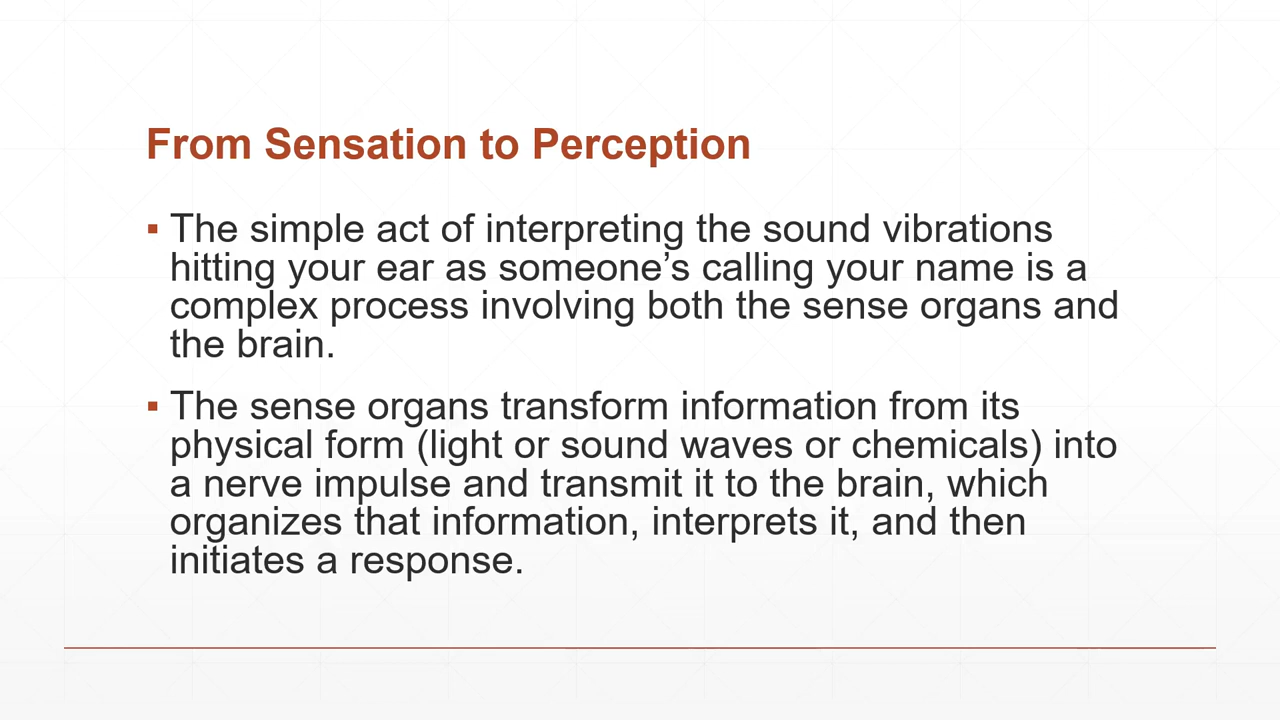 From Sensation to Perception
▪ The simple act of interpreting the sound vibrations
hitting your ear as someone’s calling your name is a
complex process involving both the sense organs and
the brain.
▪ The sense organs transform information from its
physical form (light or sound waves or chemicals) into
a nerve impulse and transmit it to the brain, which
organizes that information, interprets it, and then
initiates a response.